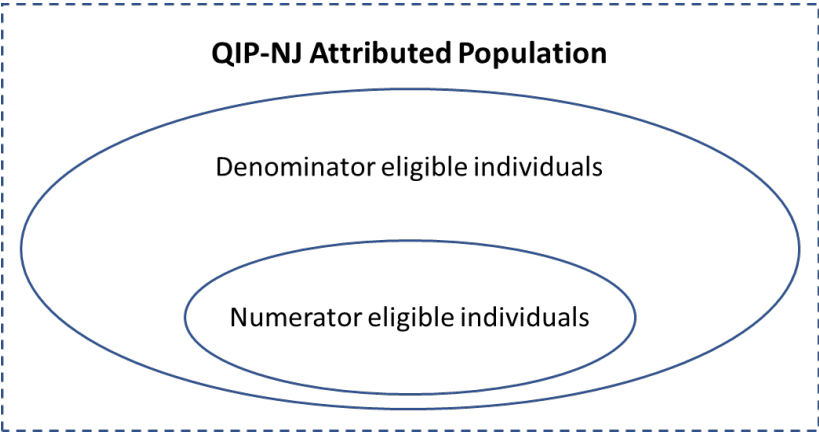 QIP-NJ Attributed Population
Denominator eligible individuals
Numerator eligible individuals